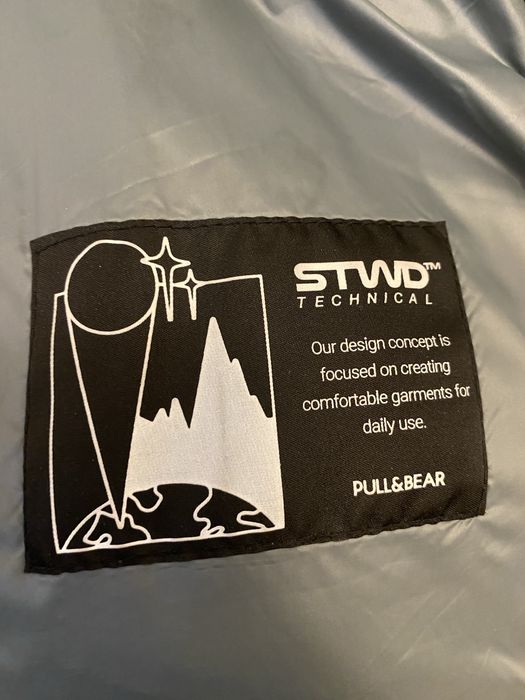 STWD™
TECHNICAL
Our design concept is
focused on creating
comfortable garments for
daily use.
PULL&BEAR